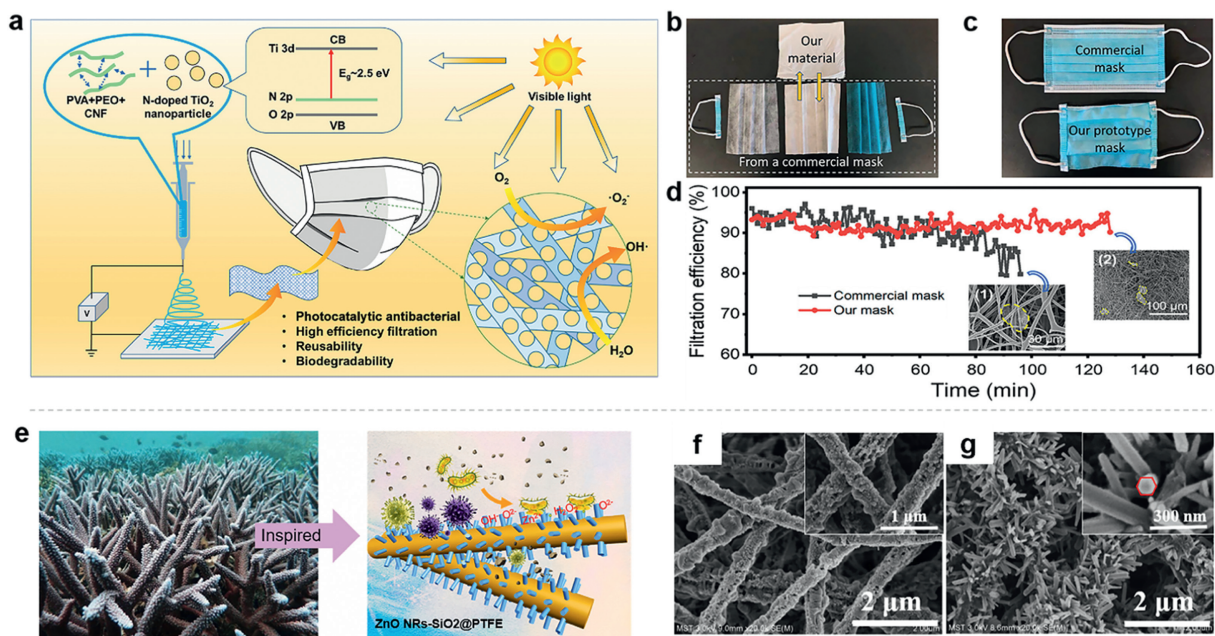 a
PVA+PEO+
CNF
+
N-doped TiO2
nanoparticle
Ti 3d
CB
Eg~2.5 eV
N 2p
O 2p
VB
Visible light
O2
·O2-
OH·
H2O
V
• Photocatalytic antibacterial
• High efficiency filtration
• Reusability
• Biodegradability
b
Our
material
From a commercial mask
c
Commercial
mask
Our prototype
mask
d
Filtration efficiency (%)
100
90
80
70
60
0 20 40 60 80 100 120 140 160
Time (min)
Commercial mask
Our mask
(1)
(2)
100 μm
e
Inspired
ZnO NRs-SiO2@PTFE
f
1 μm
2 μm
g
300 nm
2 μm